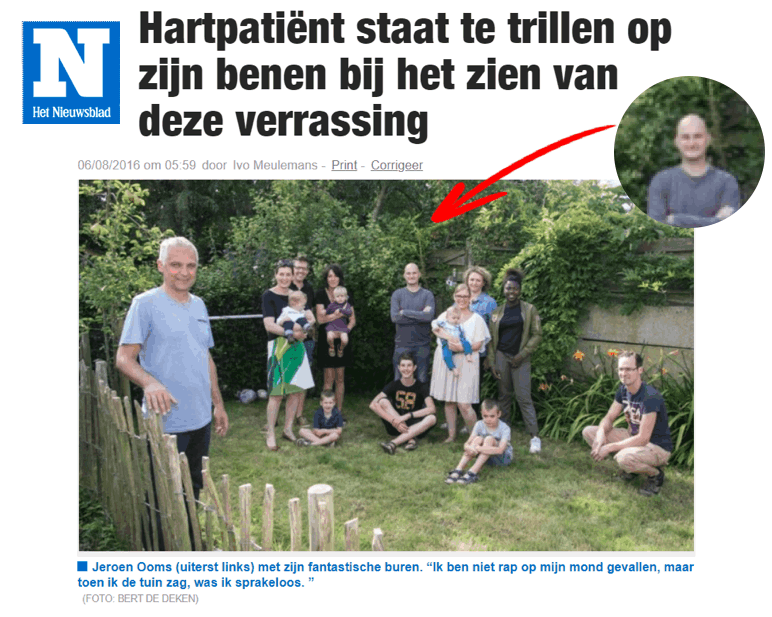 Hartpatiënt staat te trillen op
zijn benen bij het zien van
deze verrassing
N
Het Nieuwsblad
06/08/2016 om 05:59 door Ivo Meulemans - Print - Corrigeer
58
Jeroen Ooms (uiterst links) met zijn fantastische buren. “Ik ben niet rap op mijn mond gevallen, maar
toen ik de tuin zag, was ik sprakeloos. ”
(FOTO: BERT DE DEKEN)